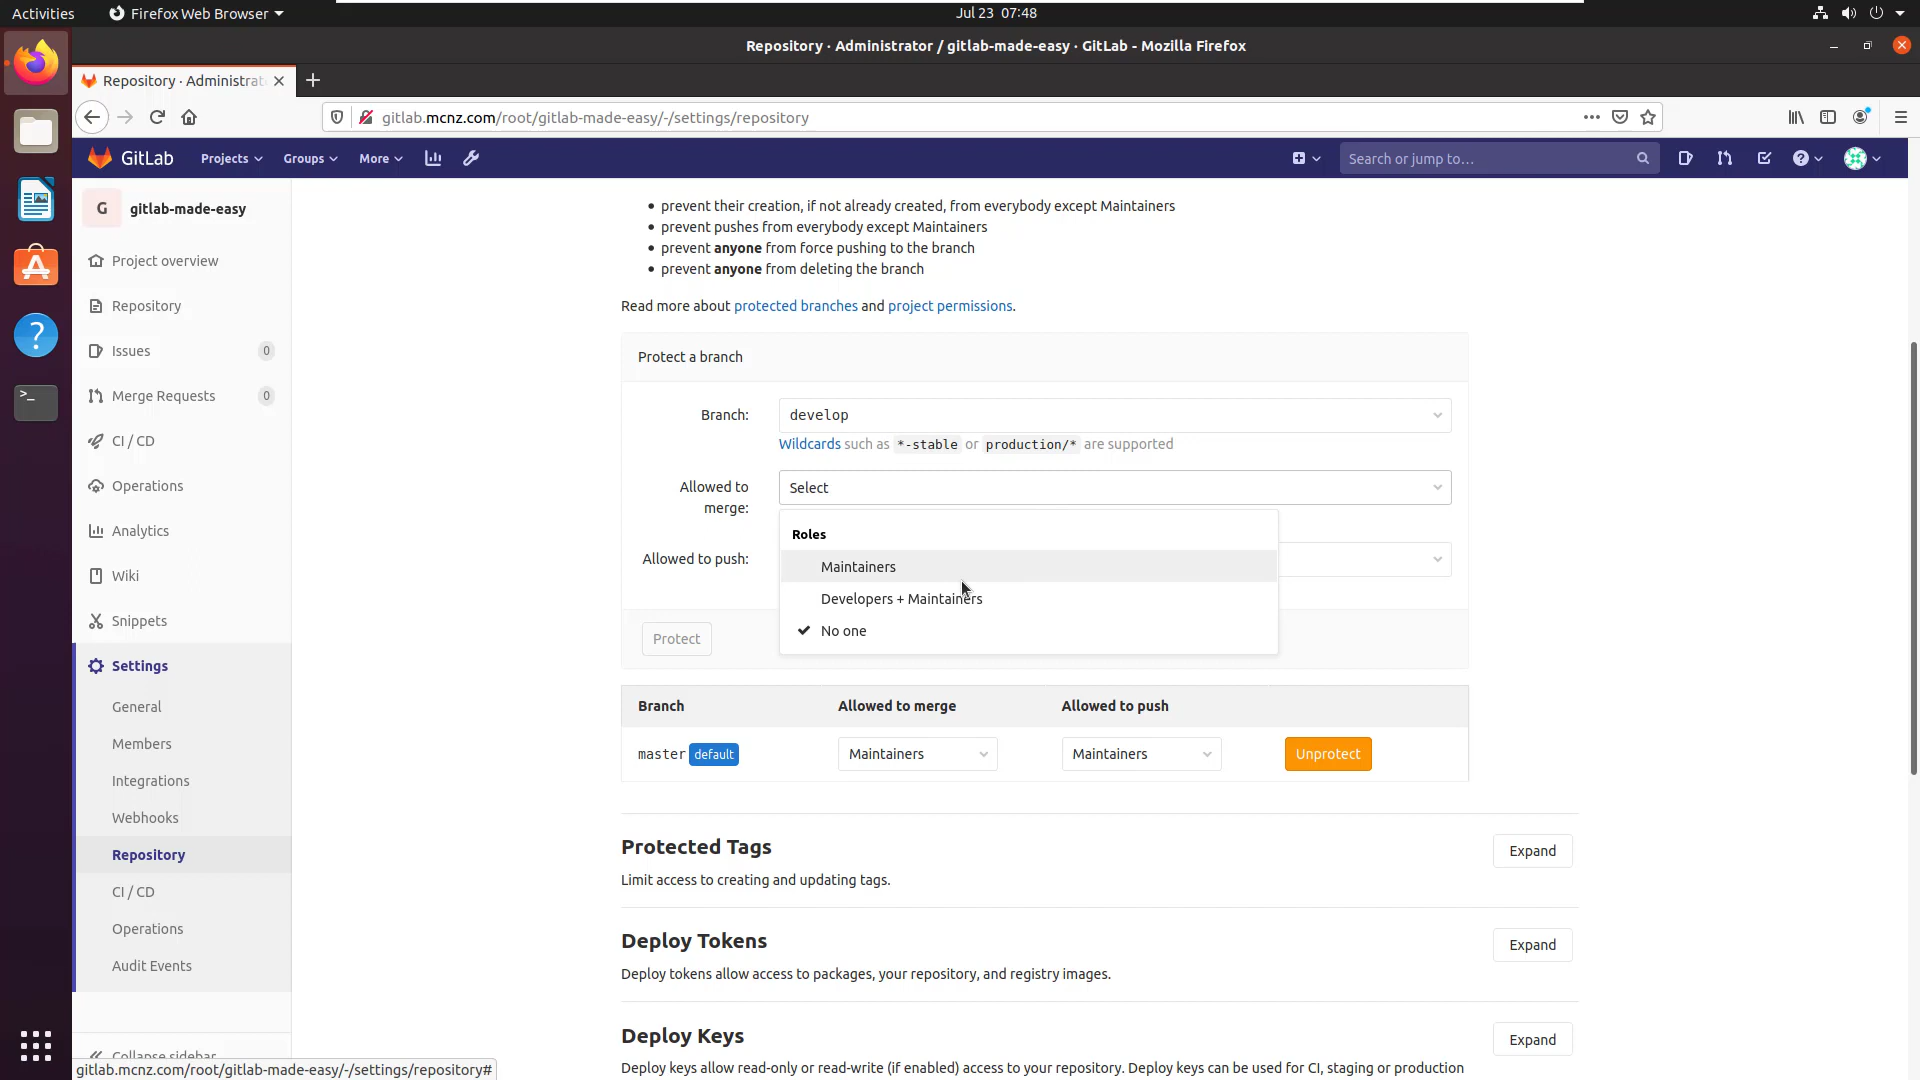 Activities
Firefox Web Browser
Jul 23 07:48
Repository · Administrator / gitlab-made-easy · GitLab - Mozilla Firefox
Repository · Administrat
gitlab.mcnz.com/root/gitlab-made-easy/-/settings/repository
GitLab
Projects
Groups
More
Search or jump to…
G gitlab-made-easy
Project overview
Repository
Issues 0
Merge Requests 0
CI / CD
Operations
Analytics
Wiki
Snippets
Settings
General
Members
Integrations
Webhooks
Repository
CI / CD
Operations
Audit Events
Collapse sidebar
gitlab.mcnz.com/root/gitlab-made-easy/-/settings/repository#
• prevent their creation, if not already created, from everybody except Maintainers
• prevent pushes from everybody except Maintainers
• prevent anyone from force pushing to the branch
• prevent anyone from deleting the branch
Read more about protected branches and project permissions.
Protect a branch
Branch: develop
Wildcards such as *-stable or production/* are supported
Allowed to merge: Select
Roles
Maintainers
Developers + Maintainers
No one
Allowed to push:
Protect
Branch Allowed to merge Allowed to push
master default Maintainers Maintainers Unprotect
Protected Tags
Expand
Limit access to creating and updating tags.
Deploy Tokens
Expand
Deploy tokens allow access to packages, your repository, and registry images.
Deploy Keys
Expand
Deploy keys allow read-only or read-write (if enabled) access to your repository. Deploy keys can be used for CI, staging or production